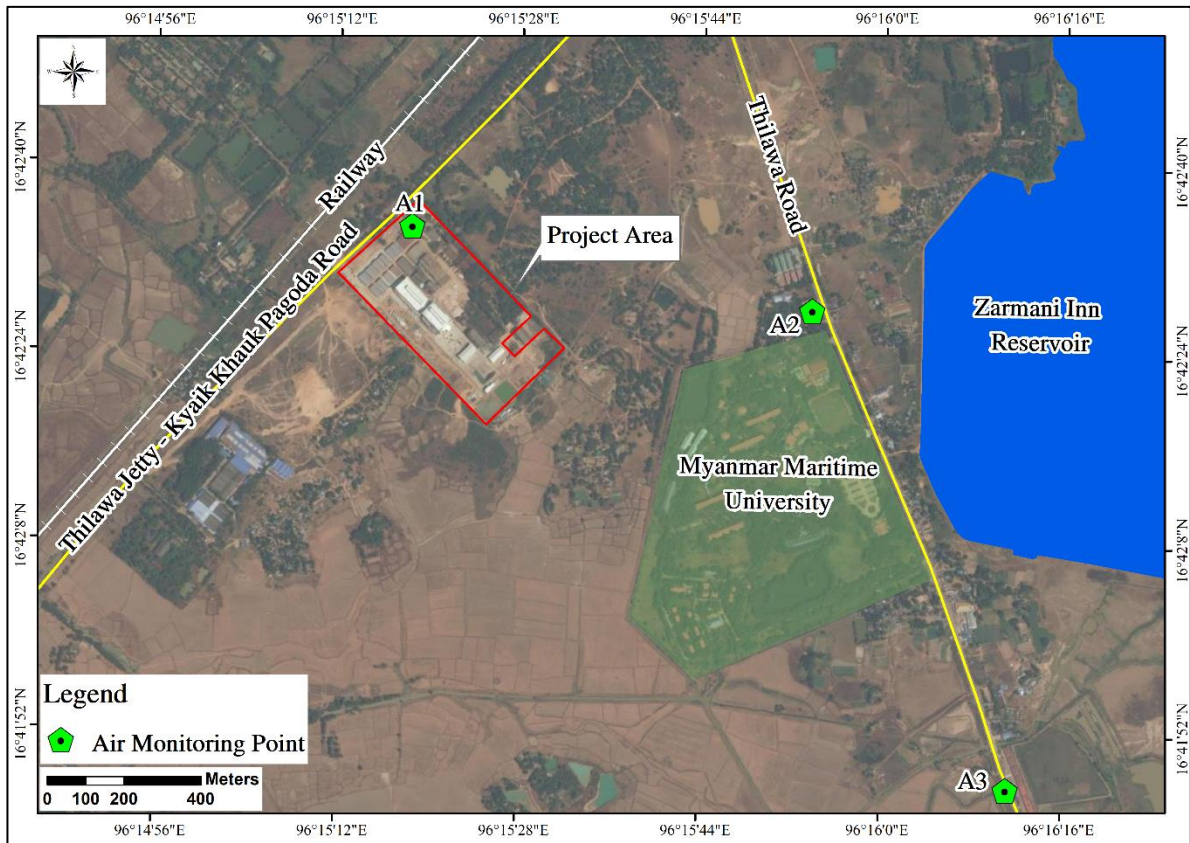 96°14'56"E 96°15'12"E 96°15'28"E 96°15'44"E 96°16'0"E 96°16'16"E
N
W E
S
16°42'40"N
16°42'40"N
Railway
Thilawa Road
A1
Thilawa Jetty - Kyaik Khauk Pagoda Road
Project Area
A2
Zarmani Inn
Reservoir
16°42'24"N
16°42'24"N
Myanmar Maritime
University
16°42'8"N
16°42'8"N
16°41'52"N
16°41'52"N
A3
Legend
Air Monitoring Point
Meters
0 100 200 400
96°14'56"E 96°15'12"E 96°15'28"E 96°15'44"E 96°16'0"E 96°16'16"E